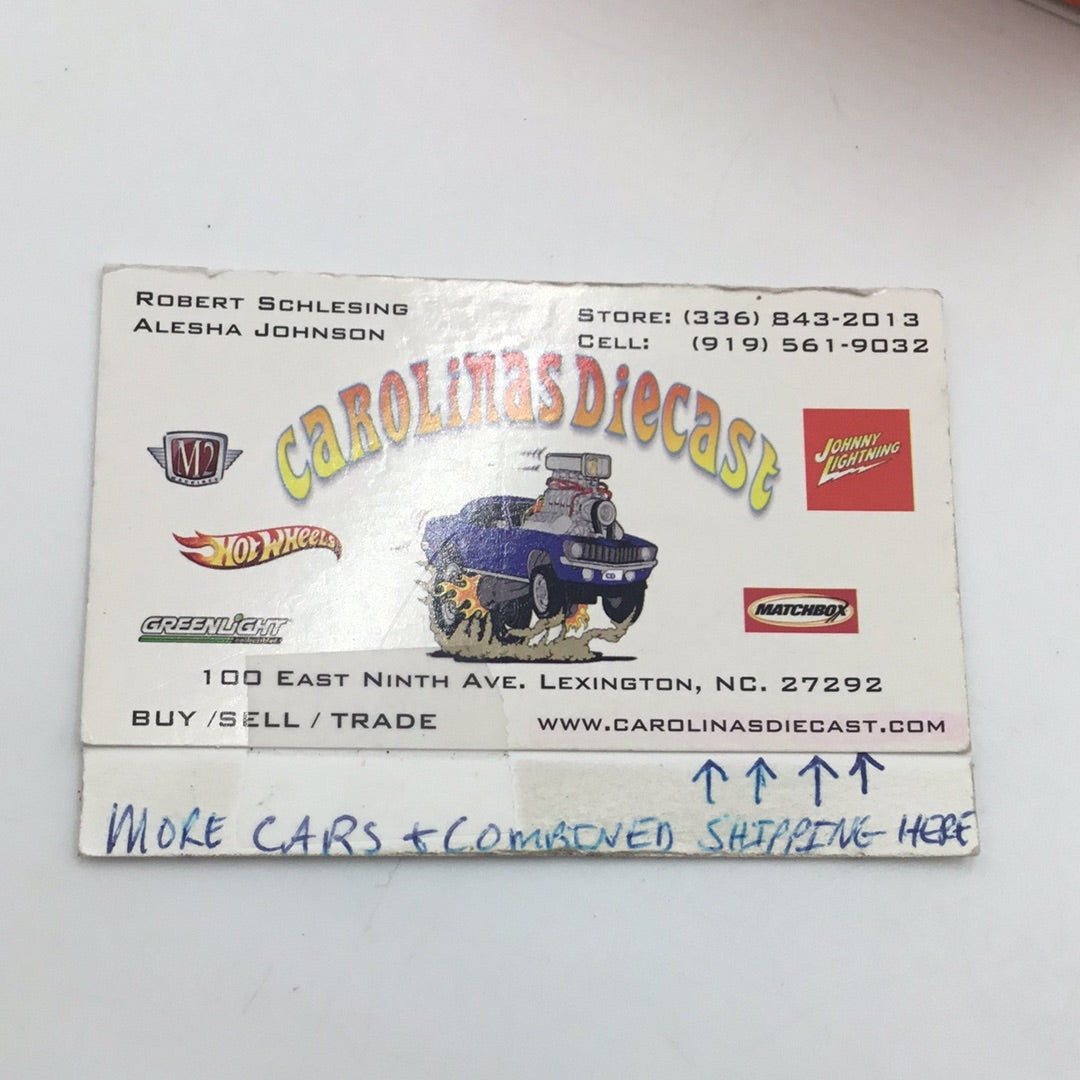 ROBERT SCHLESING
ALESHA JOHNSON
STORE: (336) 843-2013
CELL: (919) 561-9032
CAROLINAS DIECAST
M2
JOHNNY
LIGHTNING
HOT WHEELS
CD
GREENLIGHT
MATCHBOX
100 EAST NINTH AVE. LEXINGTON, NC. 27292
BUY /SELL / TRADE
WWW.CAROLINASDIECAST.COM
MORE CARS + COMBINED SHIPPING HERE